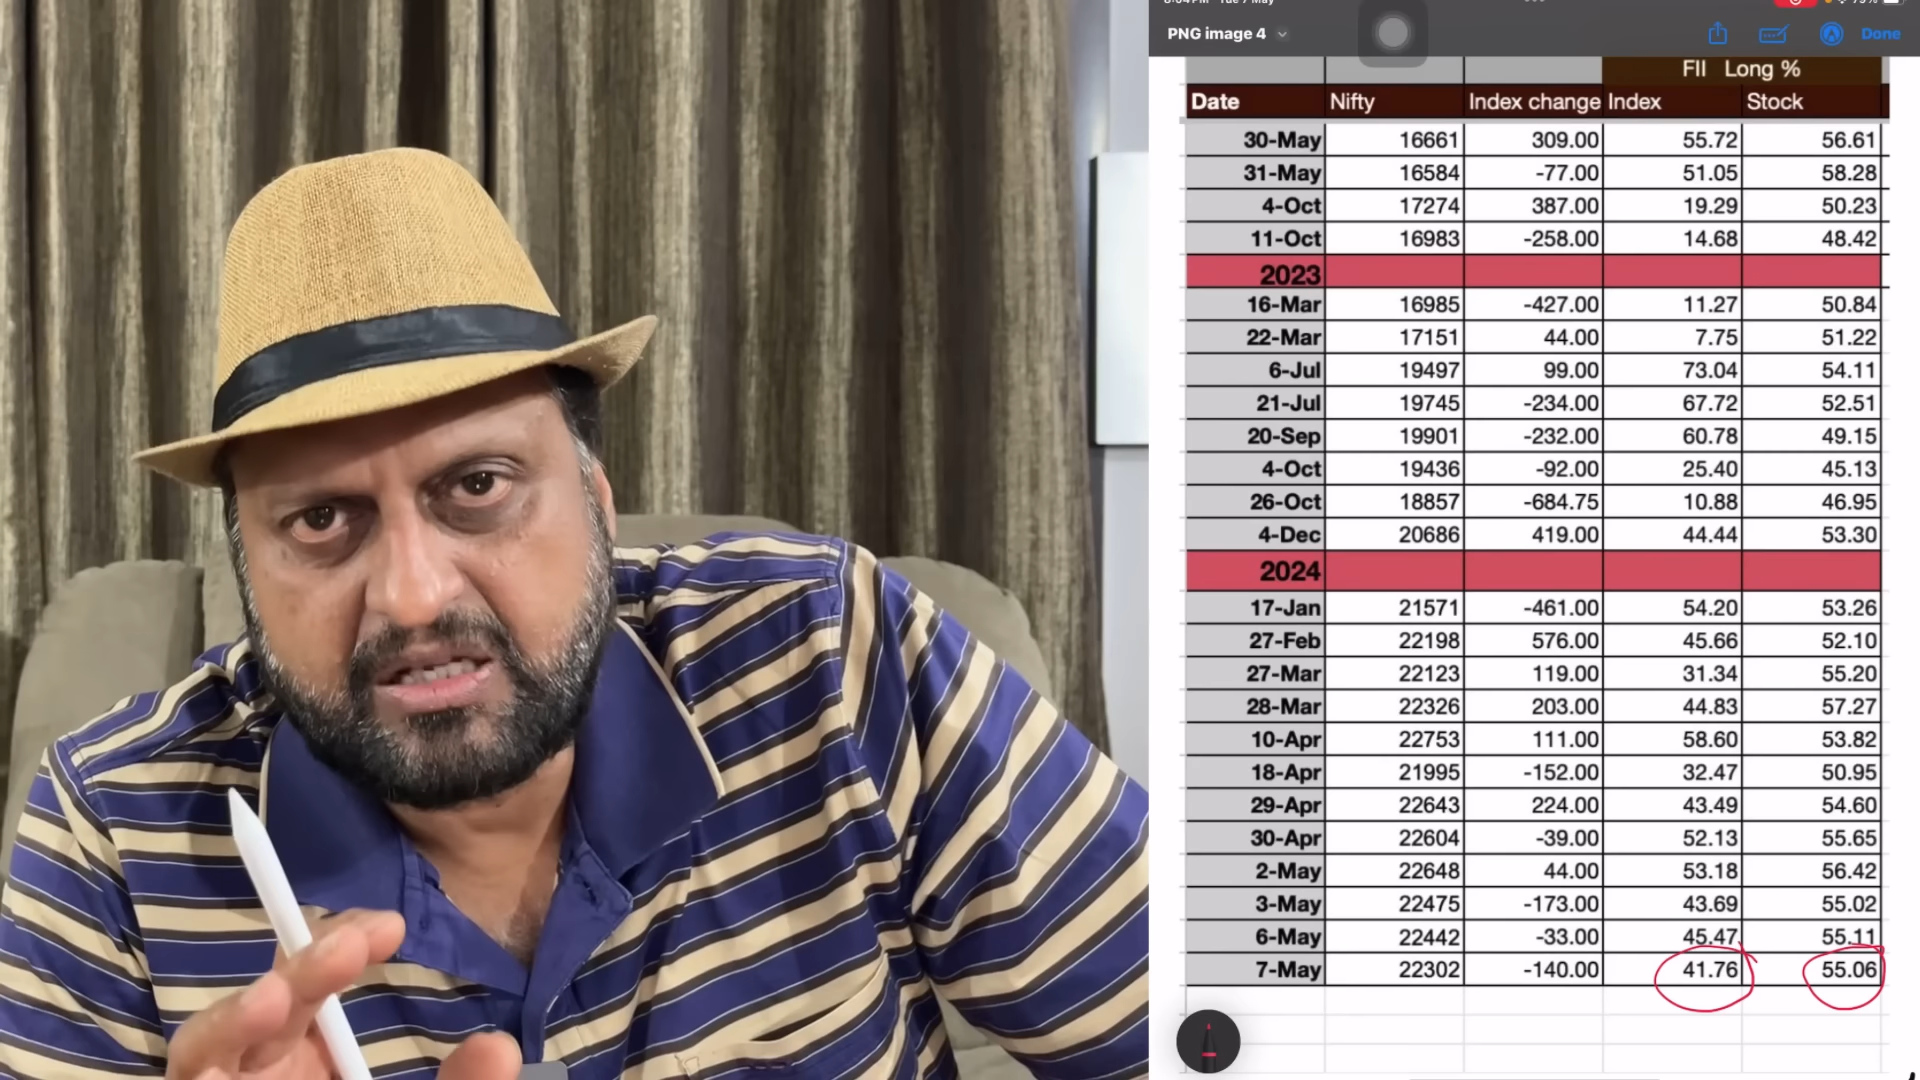 Tue 7 May
PNG image 4
Done
FII Long %
Date Nifty Index change Index Stock
30-May 16661 309.00 55.72 56.61
31-May 16584 -77.00 51.05 58.28
4-Oct 17274 387.00 19.29 50.23
11-Oct 16983 -258.00 14.68 48.42
2023
16-Mar 16985 -427.00 11.27 50.84
22-Mar 17151 44.00 7.75 51.22
6-Jul 19497 99.00 73.04 54.11
21-Jul 19745 -234.00 67.72 52.51
20-Sep 19901 -232.00 60.78 49.15
4-Oct 19436 -92.00 25.40 45.13
26-Oct 18857 -684.75 10.88 46.95
4-Dec 20686 419.00 44.44 53.30
2024
17-Jan 21571 -461.00 54.20 53.26
27-Feb 22198 576.00 45.66 52.10
27-Mar 22123 119.00 31.34 55.20
28-Mar 22326 203.00 44.83 57.27
10-Apr 22753 111.00 58.60 53.82
18-Apr 21995 -152.00 32.47 50.95
29-Apr 22643 224.00 43.49 54.60
30-Apr 22604 -39.00 52.13 55.65
2-May 22648 44.00 53.18 56.42
3-May 22475 -173.00 43.69 55.02
6-May 22442 -33.00 45.47 55.11
7-May 22302 -140.00 41.76 55.06